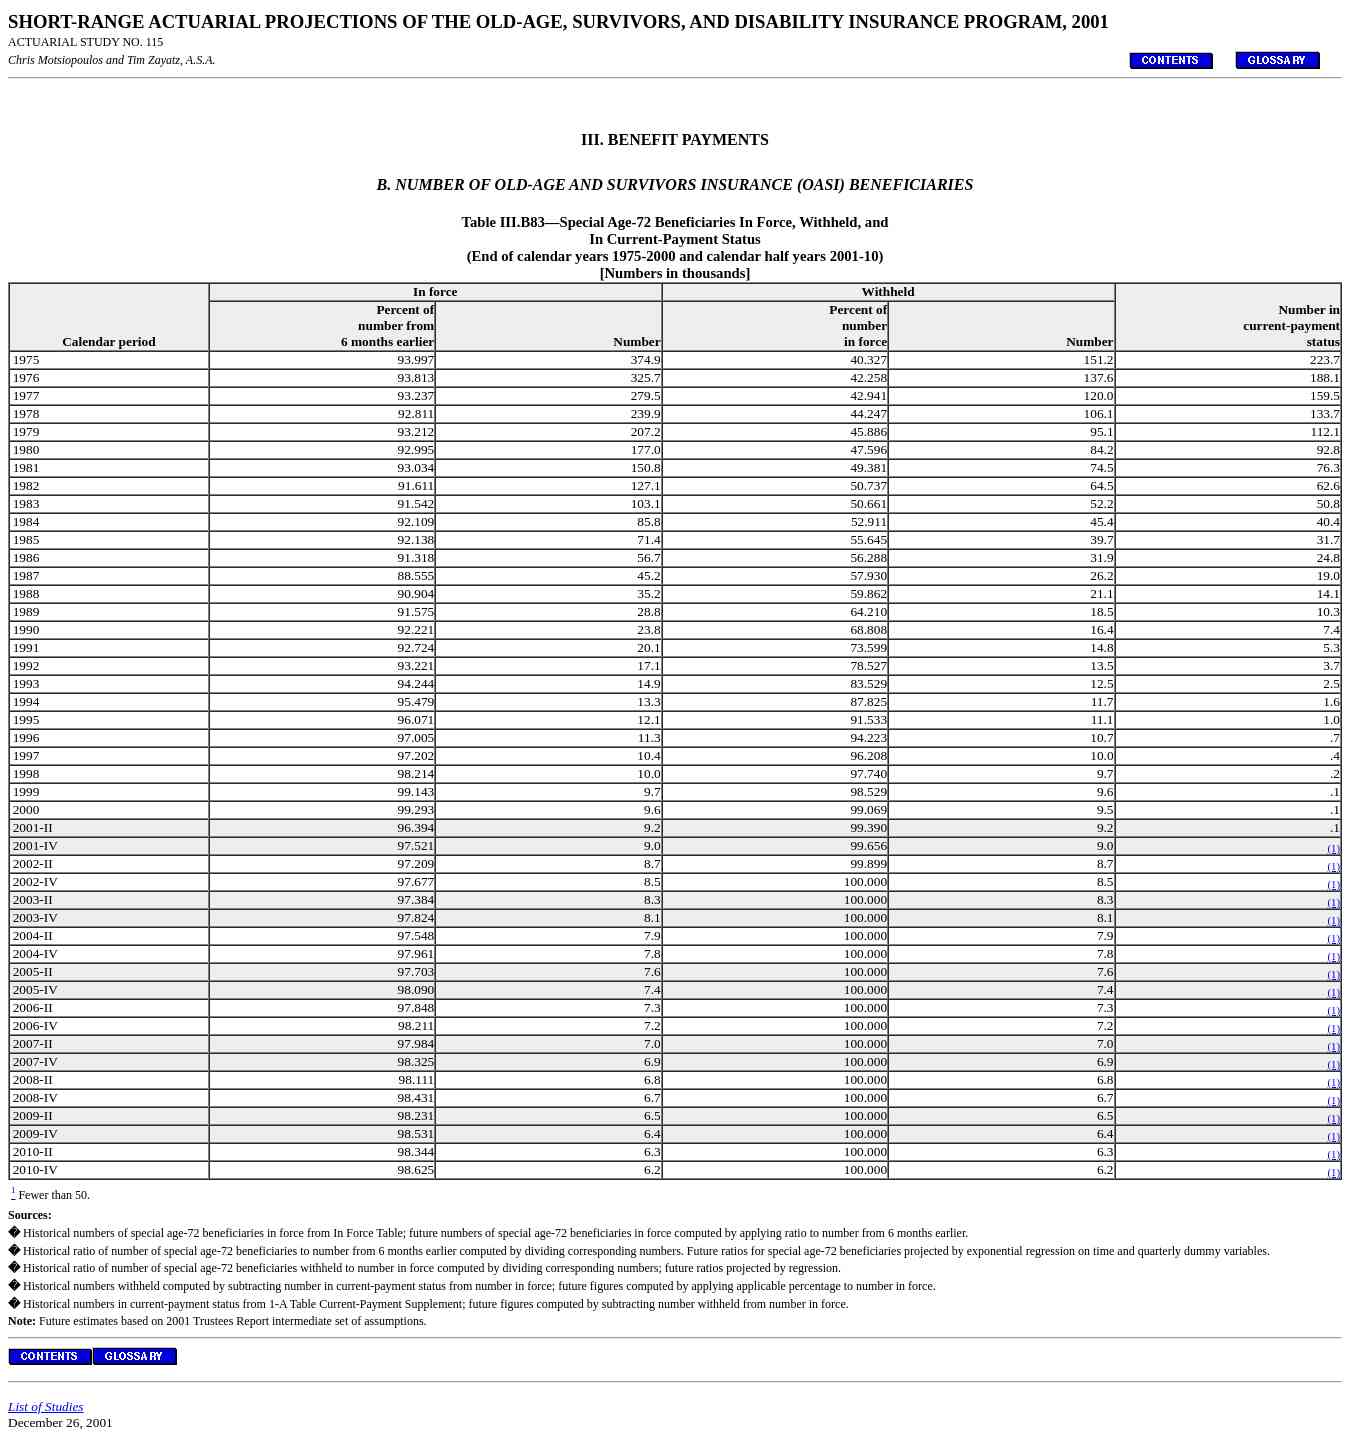 SHORT-RANGE ACTUARIAL PROJECTIONS OF THE OLD-AGE, SURVIVORS, AND DISABILITY INSURANCE PROGRAM, 2001
ACTUARIAL STUDY NO. 115
Chris Motsiopoulos and Tim Zayatz, A.S.A. CONTENTS GLOSSARY
III. BENEFIT PAYMENTS
B. NUMBER OF OLD-AGE AND SURVIVORS INSURANCE (OASI) BENEFICIARIES
Table III.B83—Special Age-72 Beneficiaries In Force, Withheld, and
In Current-Payment Status
(End of calendar years 1975-2000 and calendar half years 2001-10)
[Numbers in thousands]
In force Withheld
Percent of Percent of Number in
number from number current-payment
Calendar period 6 months earlier Number in force Number status
1975 93.997 374.9 40.327 151.2 223.7
1976 93.813 325.7 42.258 137.6 188.1
1977 93.237 279.5 42.941 120.0 159.5
1978 92.811 239.9 44.247 106.1 133.7
1979 93.212 207.2 45.886 95.1 112.1
1980 92.995 177.0 47.596 84.2 92.8
1981 93.034 150.8 49.381 74.5 76.3
1982 91.611 127.1 50.737 64.5 62.6
1983 91.542 103.1 50.661 52.2 50.8
1984 92.109 85.8 52.911 45.4 40.4
1985 92.138 71.4 55.645 39.7 31.7
1986 91.318 56.7 56.288 31.9 24.8
1987 88.555 45.2 57.930 26.2 19.0
1988 90.904 35.2 59.862 21.1 14.1
1989 91.575 28.8 64.210 18.5 10.3
1990 92.221 23.8 68.808 16.4 7.4
1991 92.724 20.1 73.599 14.8 5.3
1992 93.221 17.1 78.527 13.5 3.7
1993 94.244 14.9 83.529 12.5 2.5
1994 95.479 13.3 87.825 11.7 1.6
1995 96.071 12.1 91.533 11.1 1.0
1996 97.005 11.3 94.223 10.7 .7
1997 97.202 10.4 96.208 10.0 .4
1998 98.214 10.0 97.740 9.7 .2
1999 99.143 9.7 98.529 9.6 .1
2000 99.293 9.6 99.069 9.5 .1
2001-II 96.394 9.2 99.390 9.2 .1
2001-IV 97.521 9.0 99.656 9.0 (1)
2002-II 97.209 8.7 99.899 8.7 (1)
2002-IV 97.677 8.5 100.000 8.5 (1)
2003-II 97.384 8.3 100.000 8.3 (1)
2003-IV 97.824 8.1 100.000 8.1 (1)
2004-II 97.548 7.9 100.000 7.9 (1)
2004-IV 97.961 7.8 100.000 7.8 (1)
2005-II 97.703 7.6 100.000 7.6 (1)
2005-IV 98.090 7.4 100.000 7.4 (1)
2006-II 97.848 7.3 100.000 7.3 (1)
2006-IV 98.211 7.2 100.000 7.2 (1)
2007-II 97.984 7.0 100.000 7.0 (1)
2007-IV 98.325 6.9 100.000 6.9 (1)
2008-II 98.111 6.8 100.000 6.8 (1)
2008-IV 98.431 6.7 100.000 6.7 (1)
2009-II 98.231 6.5 100.000 6.5 (1)
2009-IV 98.531 6.4 100.000 6.4 (1)
2010-II 98.344 6.3 100.000 6.3 (1)
2010-IV 98.625 6.2 100.000 6.2 (1)
1 Fewer than 50.
Sources:
� Historical numbers of special age-72 beneficiaries in force from In Force Table; future numbers of special age-72 beneficiaries in force computed by applying ratio to number from 6 months earlier.
� Historical ratio of number of special age-72 beneficiaries to number from 6 months earlier computed by dividing corresponding numbers. Future ratios for special age-72 beneficiaries projected by exponential regression on time and quarterly dummy variables.
� Historical ratio of number of special age-72 beneficiaries withheld to number in force computed by dividing corresponding numbers; future ratios projected by regression.
� Historical numbers withheld computed by subtracting number in current-payment status from number in force; future figures computed by applying applicable percentage to number in force.
� Historical numbers in current-payment status from 1-A Table Current-Payment Supplement; future figures computed by subtracting number withheld from number in force.
Note: Future estimates based on 2001 Trustees Report intermediate set of assumptions.
CONTENTS GLOSSARY
List of Studies
December 26, 2001